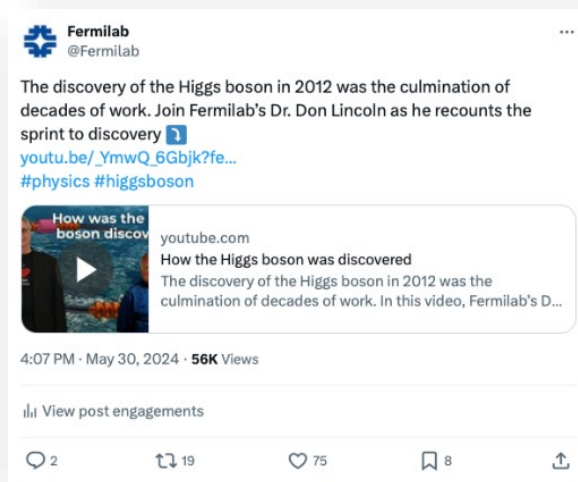 Fermilab
@Fermilab
The discovery of the Higgs boson in 2012 was the culmination of
decades of work. Join Fermilab's Dr. Don Lincoln as he recounts the
sprint to discovery ⤵️
youtu.be/_YmwQ_6Gbjk?fe...
#physics #higgsboson
How was the
boson discov
youtube.com
How the Higgs boson was discovered
The discovery of the Higgs boson in 2012 was the
culmination of decades of work. In this video, Fermilab's D...
4:07 PM · May 30, 2024 · 56K Views
View post engagements
2 19 75 8